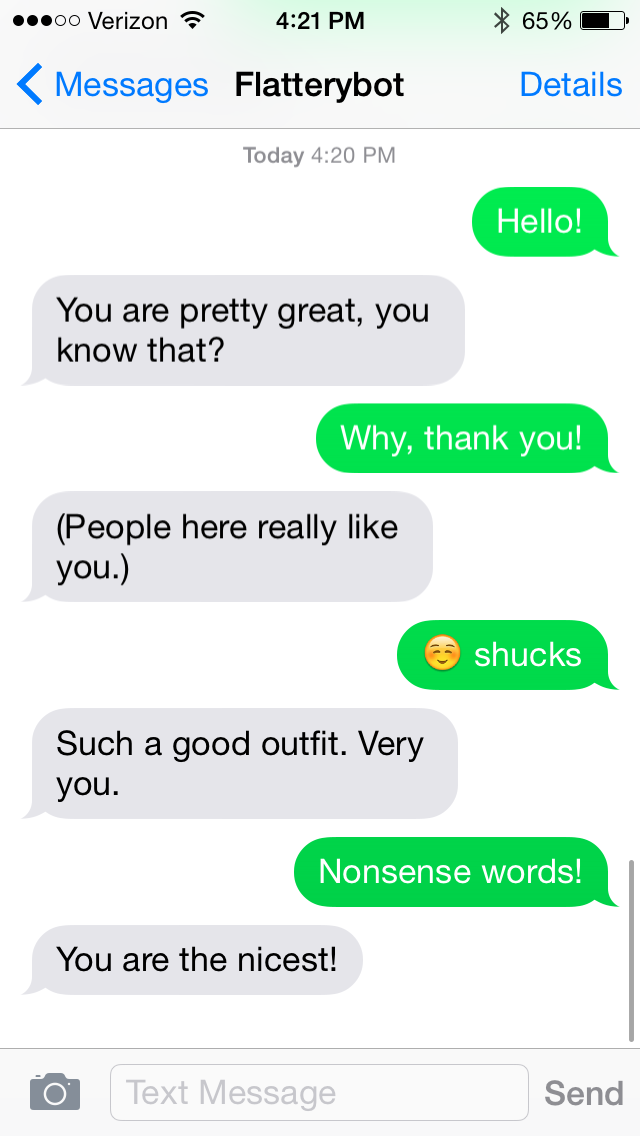 Verizon 4:21 PM 65%
Messages Flatterybot Details
Today 4:20 PM
Hello!
You are pretty great, you
know that?
Why, thank you!
(People here really like
you.)
☺️ shucks
Such a good outfit. Very
you.
Nonsense words!
You are the nicest!
Text Message Send